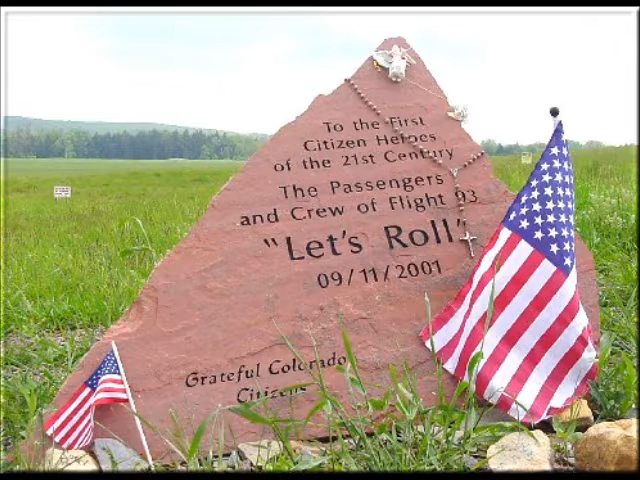 To the First
Citizen Heroes
of the 21st Century
The Passengers
and Crew of Flight 93
"Let's Roll"
09/11/2001
Grateful Colorado
Citizens